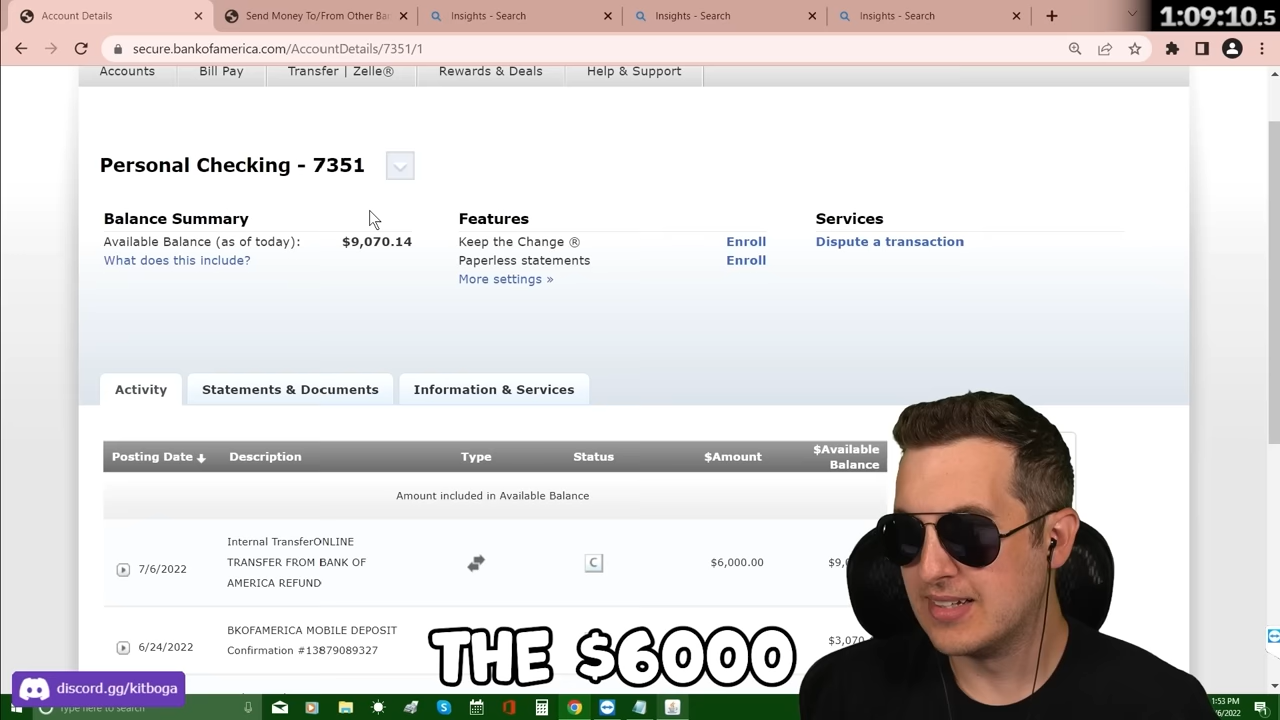 Account Details
Send Money To/From Other Ba
Insights - Search
Insights - Search
Insights - Search
1:09:10.5
secure.bankofamerica.com/AccountDetails/7351/1
Accounts
Bill Pay
Transfer | Zelle®
Rewards & Deals
Help & Support
Personal Checking - 7351
Balance Summary
Features
Services
Available Balance (as of today): $9,070.14
Keep the Change ® Enroll
Dispute a transaction
What does this include?
Paperless statements Enroll
More settings »
Activity
Statements & Documents
Information & Services
Posting Date
Description
Type
Status
$Amount
$Available
Balance
Amount included in Available Balance
Internal TransferONLINE
TRANSFER FROM BANK OF
AMERICA REFUND
7/6/2022
C
$6,000.00
BKOFAMERICA MOBILE DEPOSIT
Confirmation #13879089327
6/24/2022
THE $6000
discord.gg/kitboga
Type here to search
:53 PM